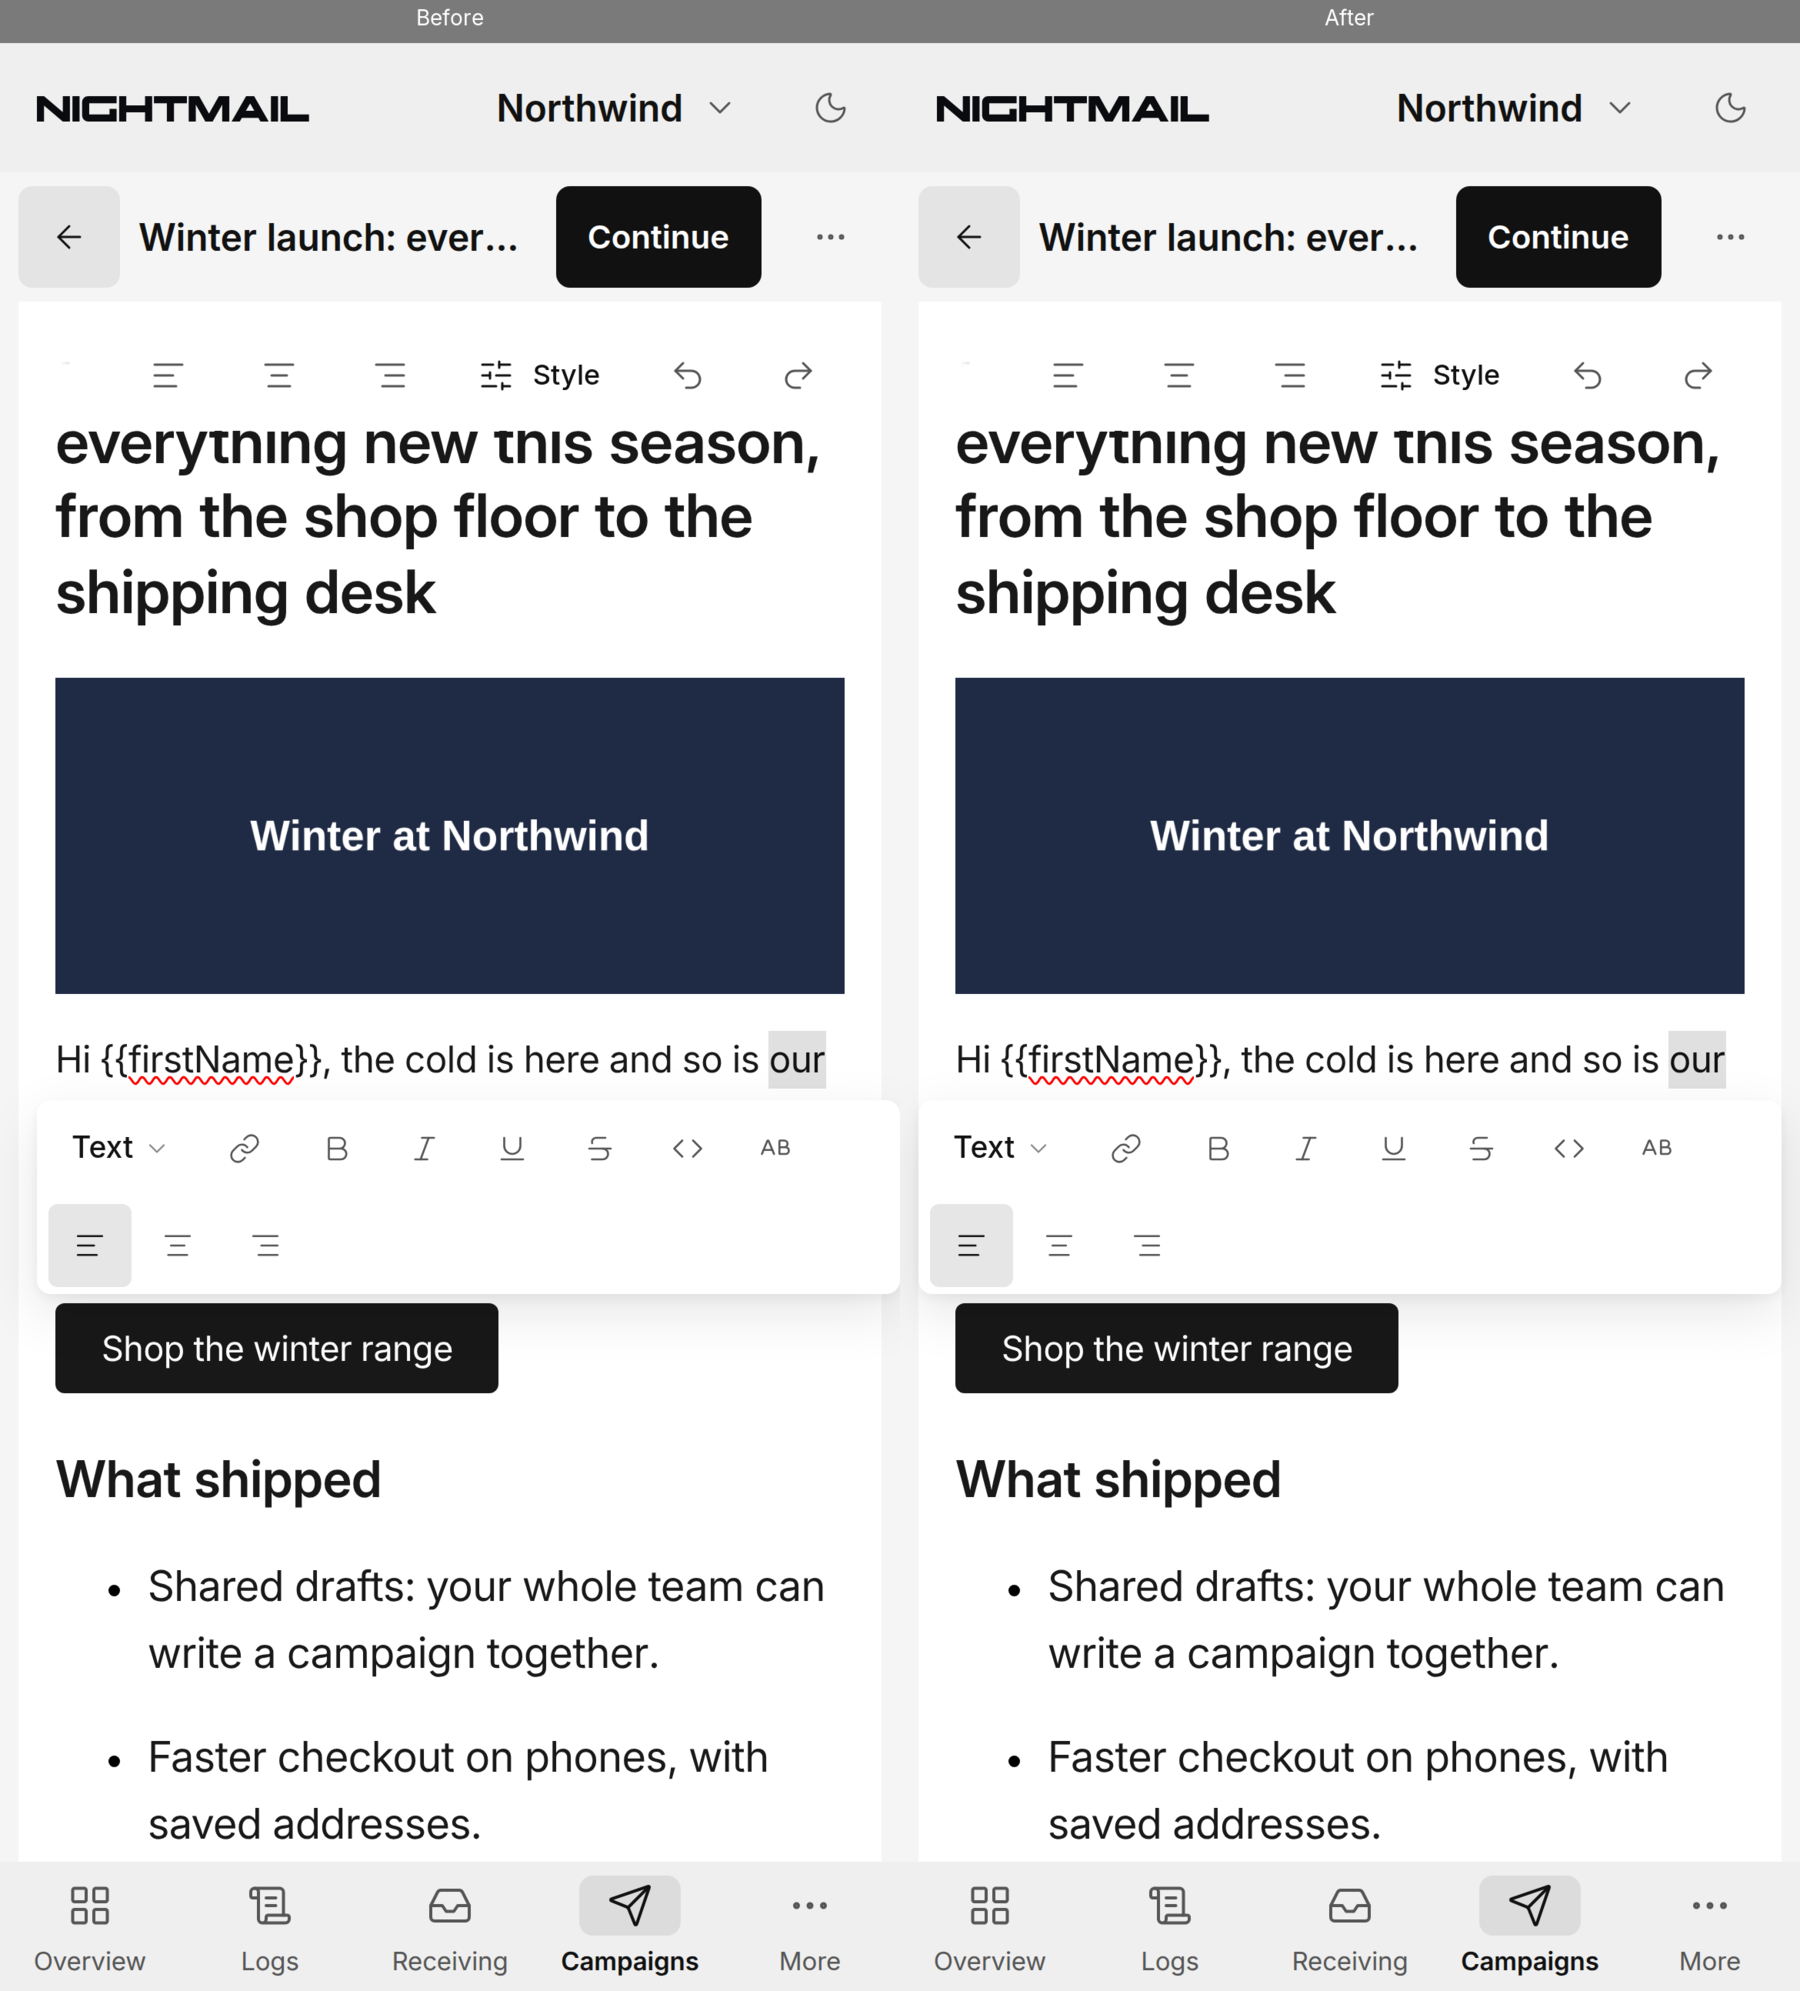 Before
After
NIGHTMAIL
Northwind
Winter launch: ever...
Continue
Style
everything new this season,
from the shop floor to the
shipping desk
Winter at Northwind
Hi {{firstName}}, the cold is here and so is our
Text
B I U S <> AB
Shop the winter range
What shipped
• Shared drafts: your whole team can
write a campaign together.
• Faster checkout on phones, with
saved addresses.
Overview
Logs
Receiving
Campaigns
More
NIGHTMAIL
Northwind
Winter launch: ever...
Continue
Style
everything new this season,
from the shop floor to the
shipping desk
Winter at Northwind
Hi {{firstName}}, the cold is here and so is our
Text
B I U S <> AB
Shop the winter range
What shipped
• Shared drafts: your whole team can
write a campaign together.
• Faster checkout on phones, with
saved addresses.
Overview
Logs
Receiving
Campaigns
More